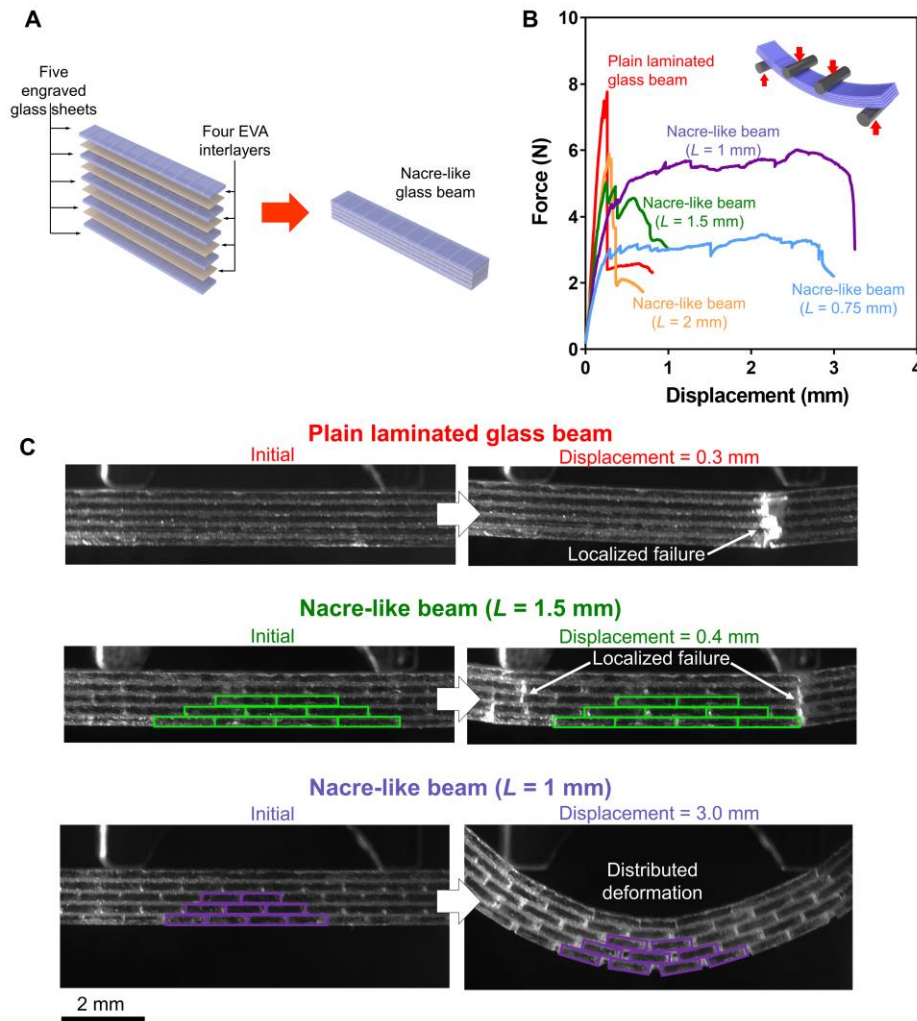 A
Five
engraved
glass sheets
Four EVA
interlayers
Nacre-like
glass beam
B
Force (N)
10
8
6
4
2
0
Plain laminated
glass beam
Nacre-like beam
(L = 1 mm)
Nacre-like beam
(L = 1.5 mm)
Nacre-like beam
(L = 2 mm)
Nacre-like beam
(L = 0.75 mm)
0 1 2 3 4
Displacement (mm)
C
Plain laminated glass beam
Initial
Displacement = 0.3 mm
Localized failure
Nacre-like beam (L = 1.5 mm)
Initial
Displacement = 0.4 mm
Localized failure
Nacre-like beam (L = 1 mm)
Initial
Displacement = 3.0 mm
Distributed
deformation
2 mm